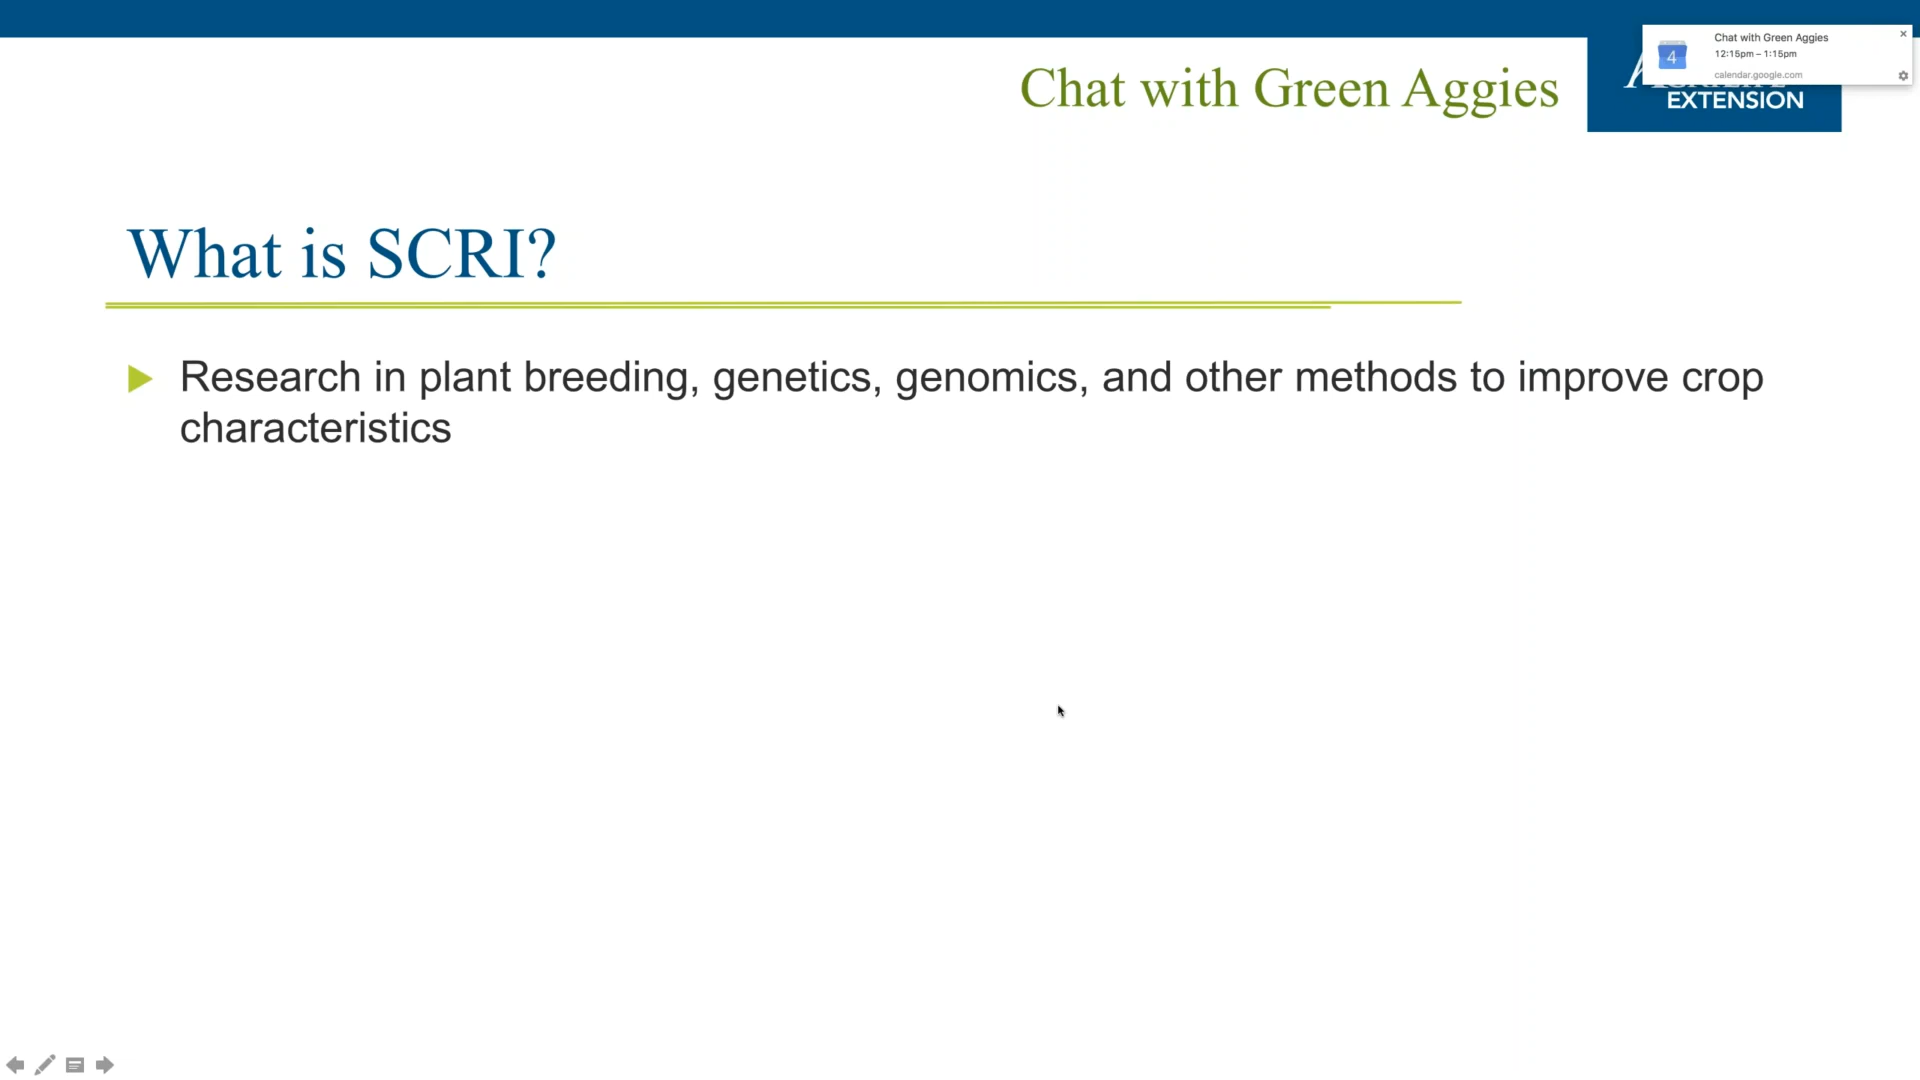 Chat with Green Aggies
12:15pm – 1:15pm
calendar.google.com
4
Chat with Green Aggies
EXTENSION
What is SCRI?
Research in plant breeding, genetics, genomics, and other methods to improve crop
characteristics